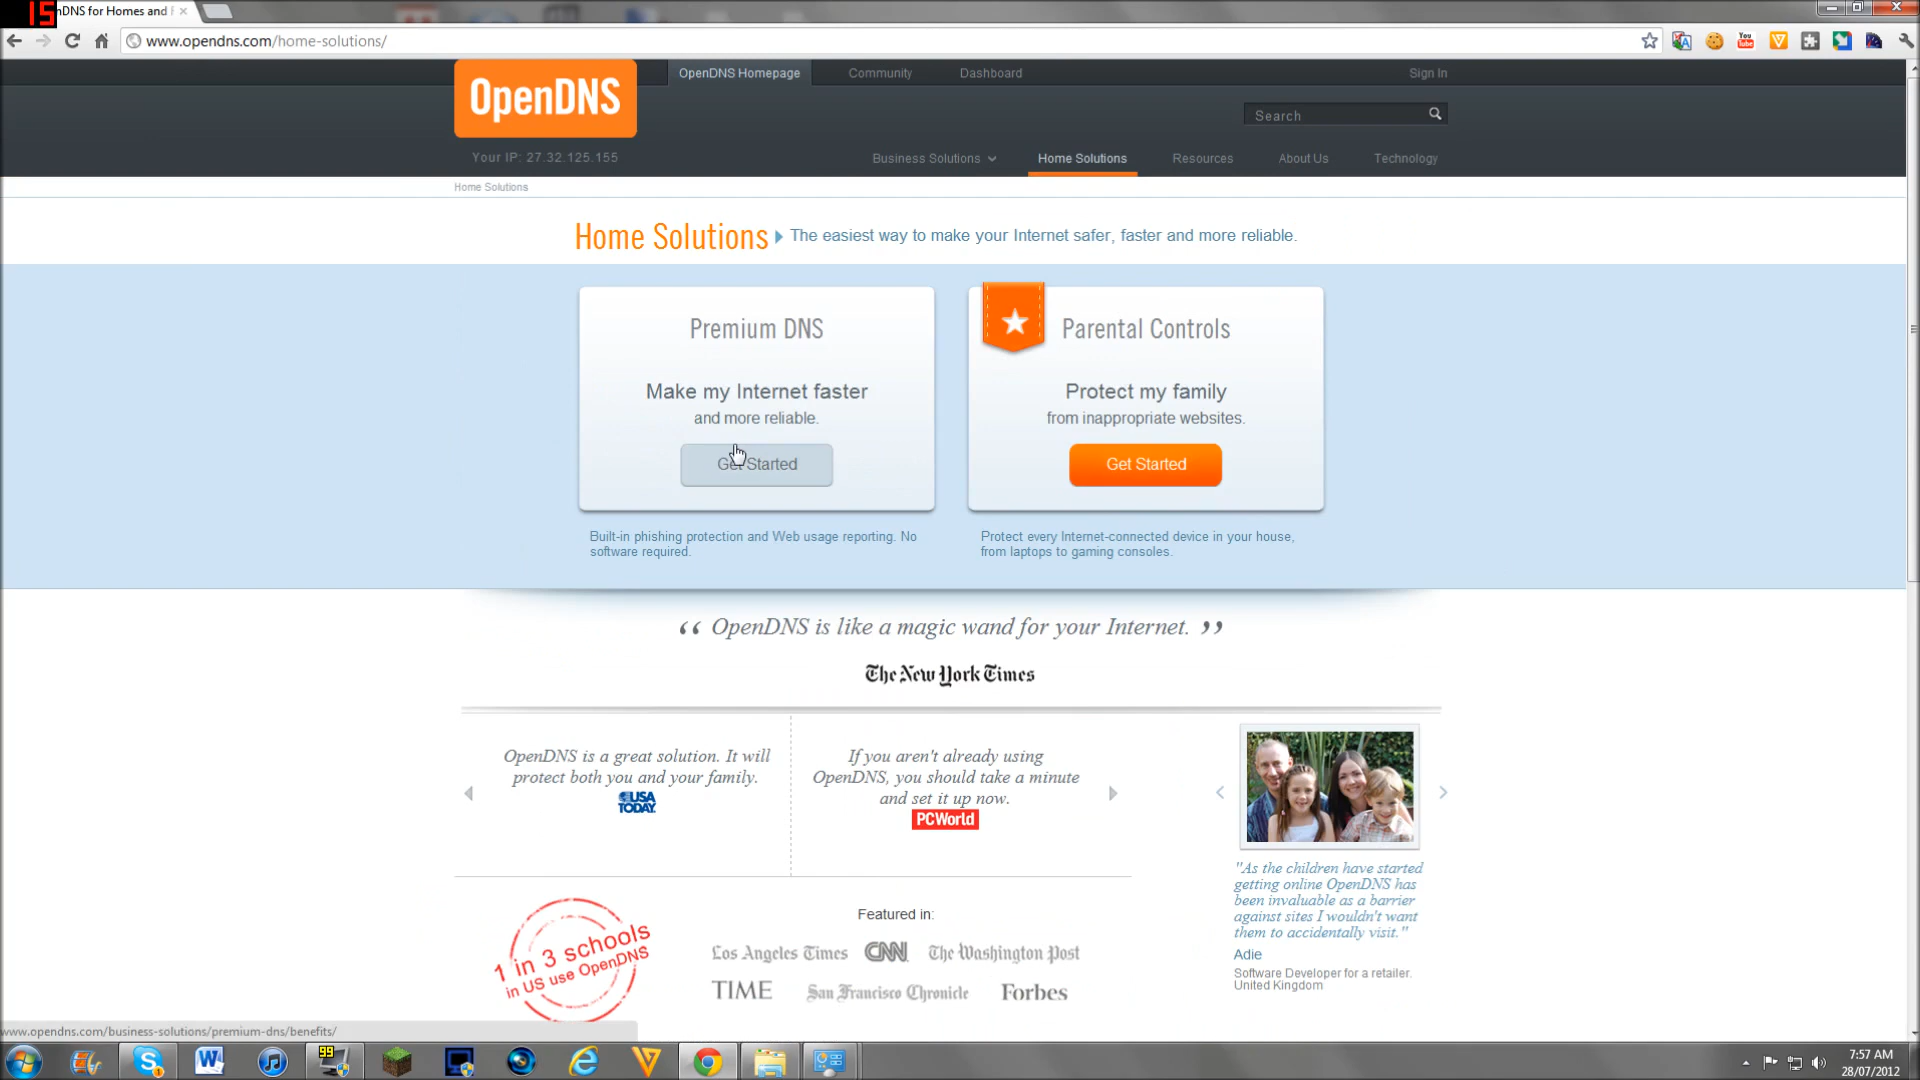 15
nDNS for Homes and F
www.opendns.com/home-solutions/
You
OpenDNS
OpenDNS Homepage
Community
Dashboard
Sign In
Search
Your IP: 27.32.125.155
Business Solutions
Home Solutions
Resources
About Us
Technology
Home Solutions
Home Solutions
The easiest way to make your Internet safer, faster and more reliable.
Premium DNS
Make my Internet faster
and more reliable.
Get Started
Built-in phishing protection and Web usage reporting. No
software required.
Parental Controls
Protect my family
from inappropriate websites.
Get Started
Protect every Internet-connected device in your house,
from laptops to gaming consoles.
“ OpenDNS is like a magic wand for your Internet. ”
The New York Times
OpenDNS is a great solution. It will
protect both you and your family.
USA
TODAY
If you aren't already using
OpenDNS, you should take a minute
and set it up now.
PCWorld
"As the children have started
getting online OpenDNS has
been invaluable as a barrier
against sites I wouldn't want
them to accidentally visit."
Adie
Software Developer for a retailer.
United Kingdom
1 in 3 schools
in US use OpenDNS
Featured in:
Los Angeles Times
CNN
The Washington Post
TIME
San Francisco Chronicle
Forbes
www.opendns.com/business-solutions/premium-dns/benefits/
99
7:57 AM
28/07/2012